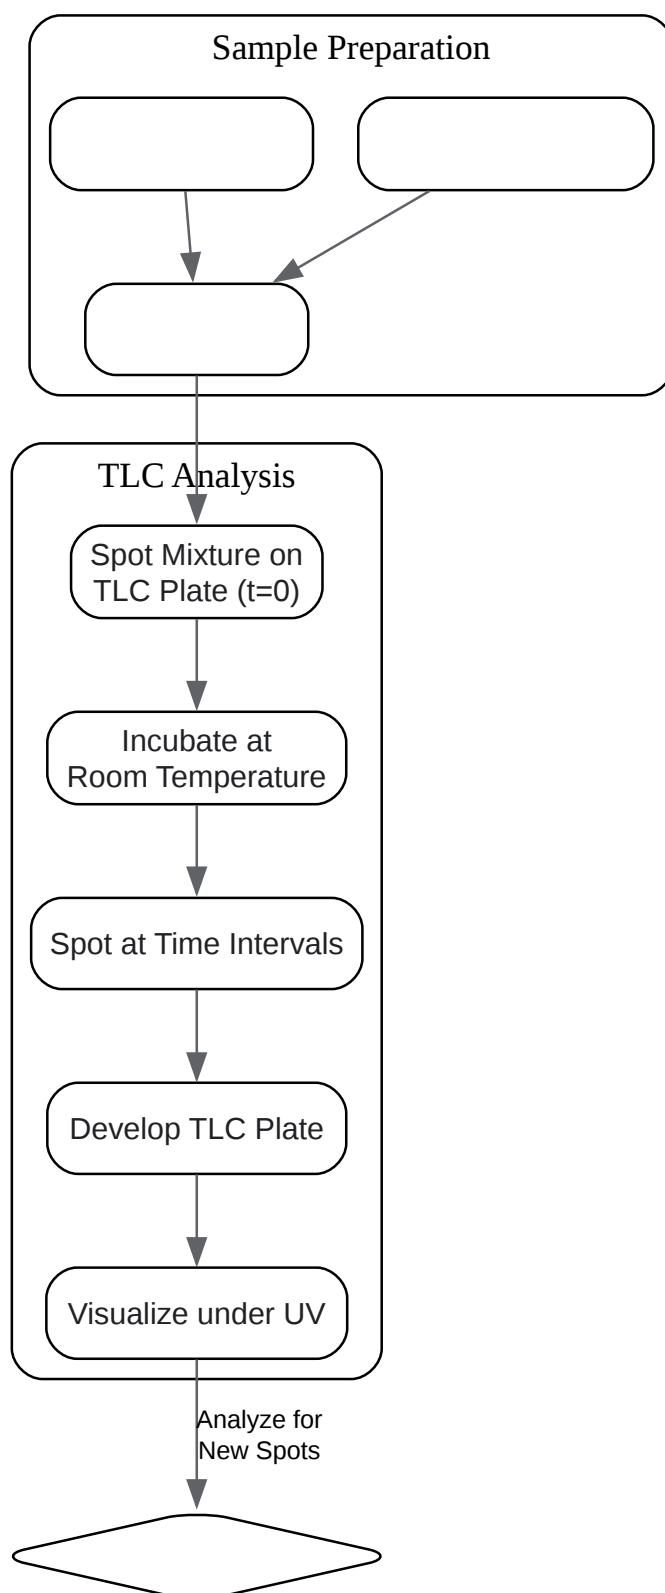 Sample Preparation
TLC Analysis
Spot Mixture on
TLC Plate (t=0)
Incubate at
Room Temperature
Spot at Time Intervals
Develop TLC Plate
Visualize under UV
Analyze for
New Spots